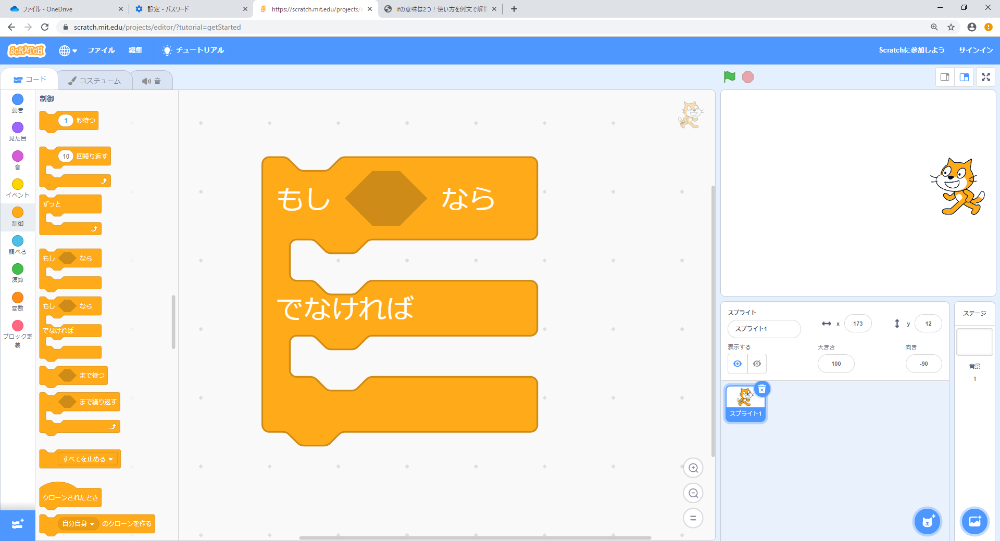 ファイル - OneDrive
設定 - パスワード
https://scratch.mit.edu/projects/e
ifの意味は2つ！使い方を例文で解
scratch.mit.edu/projects/editor/?tutorial=getStarted
SCRATCH
ファイル
編集
チュートリアル
Scratchに参加しよう
サインイン
コード
コスチューム
音
動き
見た目
音
イベント
制御
調べる
演算
変数
ブロック定
義
制御
1 秒待つ
10 回繰り返す
ずっと
もし なら
もし なら
でなければ
まで待つ
まで繰り返す
すべてを止める
クローンされたとき
自分自身 のクローンを作る
もし なら
でなければ
スプライト
スプライト1
x 173
y 12
表示する
大きさ
100
向き
-90
スプライト1
ステージ
背景
1